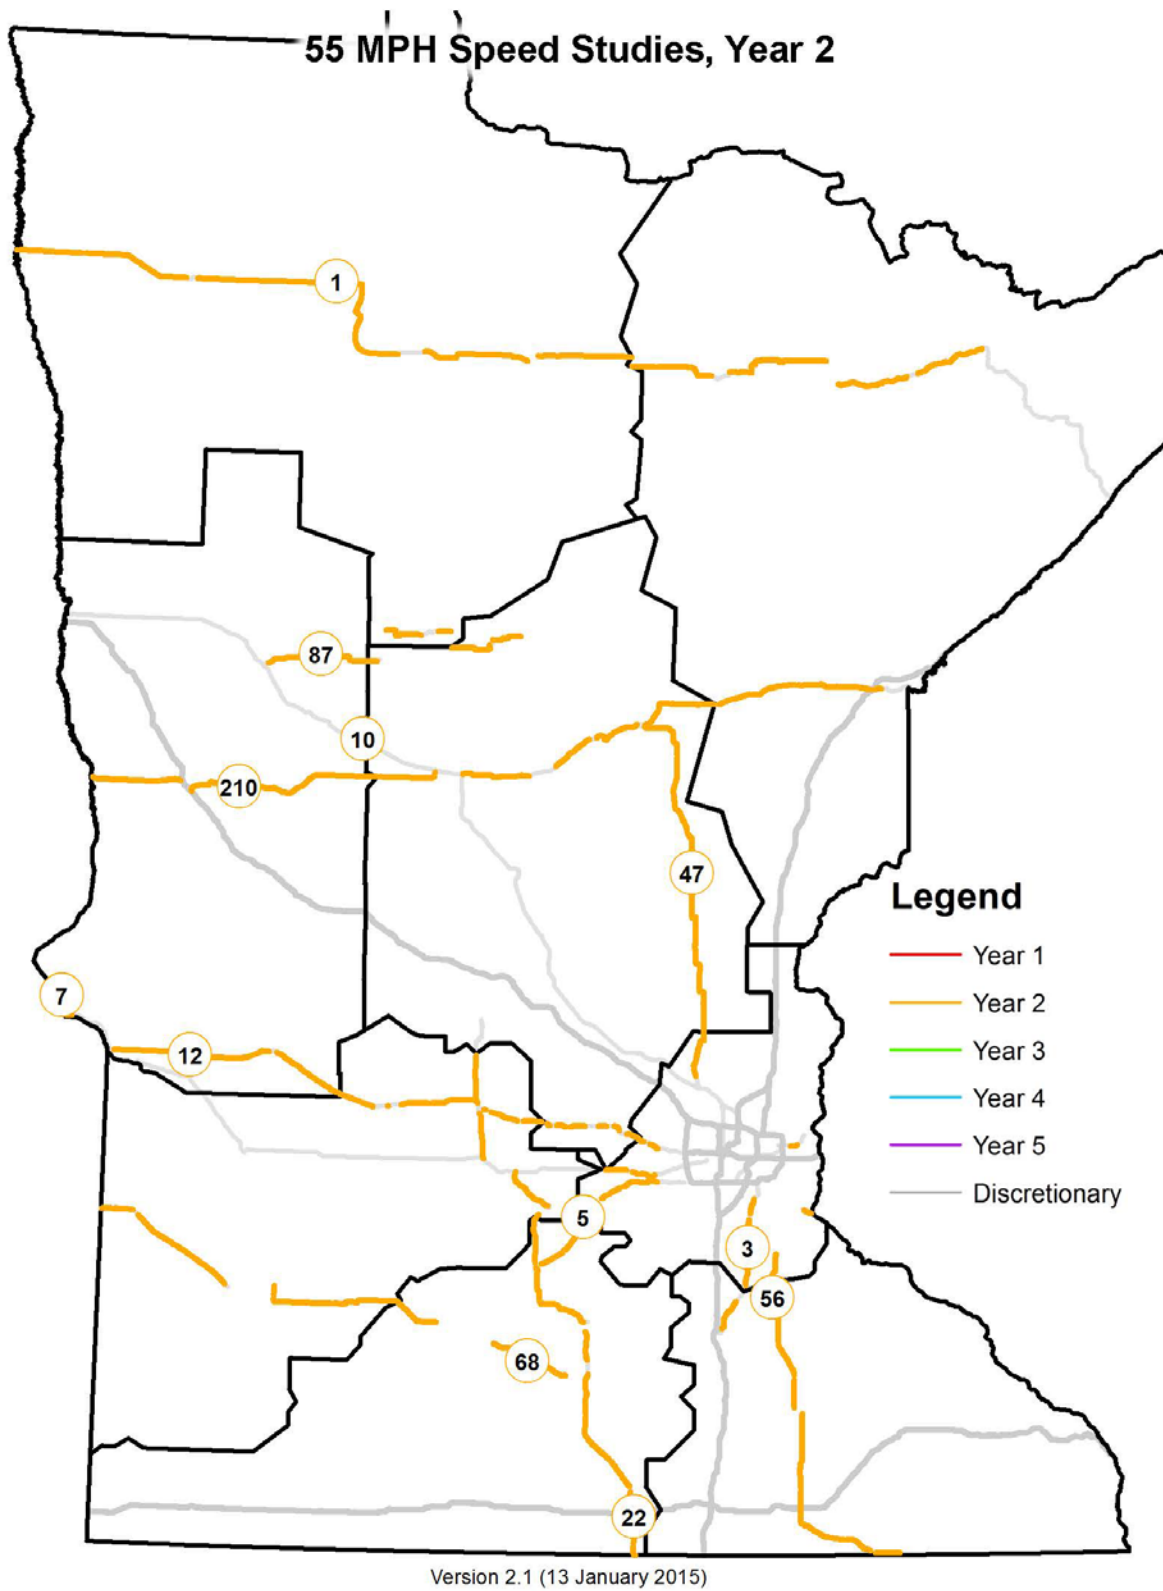 55 MPH Speed Studies, Year 2
1
87
10
210
47
Legend
Year 1
7
Year 2
12
Year 3
Year 4
Year 5
Discretionary
5
3
56
68
22
Version 2.1 (13 January 2015)